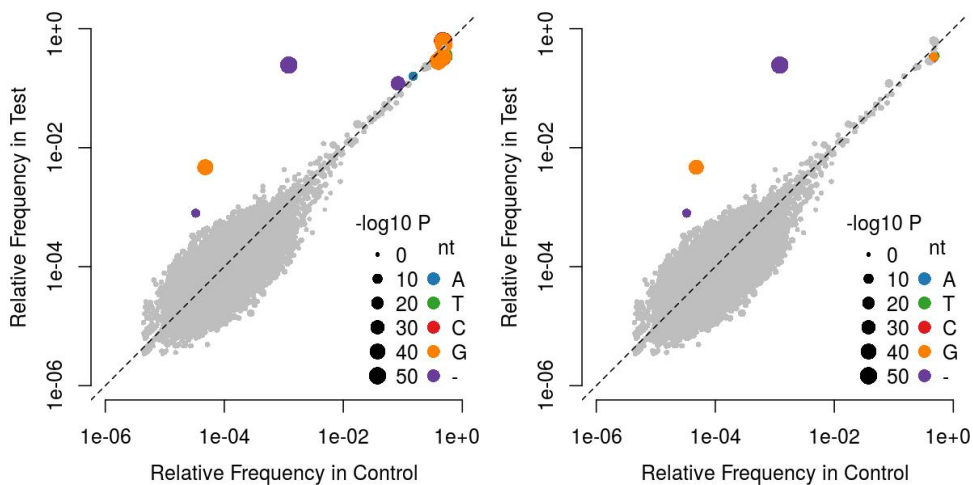 Relative Frequency in Test
1e+0
1e-02
1e-04
1e-06
-log10 P
nt
0
10 A
20 T
30 C
40 G
50 -
1e-06 1e-04 1e-02 1e+0
Relative Frequency in Control
Relative Frequency in Test
1e+0
1e-02
1e-04
1e-06
-log10 P
nt
0
10 A
20 T
30 C
40 G
50 -
1e-06 1e-04 1e-02 1e+0
Relative Frequency in Control